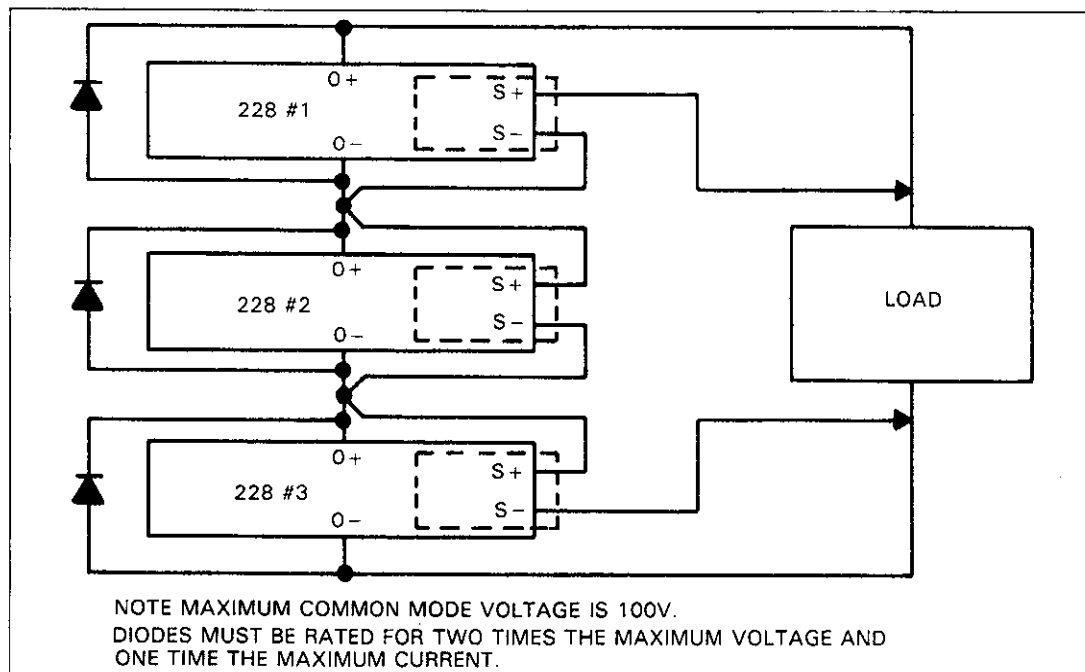 O+
S+
228 #1
S-
O-
O+
S+
228 #2
S-
O-
LOAD
O+
S+
228 #3
S-
O-
NOTE MAXIMUM COMMON MODE VOLTAGE IS 100V.
DIODES MUST BE RATED FOR TWO TIMES THE MAXIMUM VOLTAGE AND
ONE TIME THE MAXIMUM CURRENT.